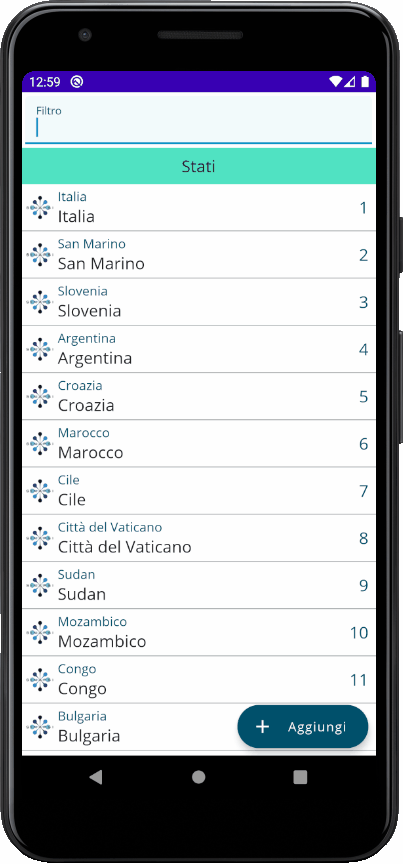 12:59
Filtro
Stati
Italia
Italia
1
San Marino
San Marino
2
Slovenia
Slovenia
3
Argentina
Argentina
4
Croazia
Croazia
5
Marocco
Marocco
6
Cile
Cile
7
Città del Vaticano
Città del Vaticano
8
Sudan
Sudan
9
Mozambico
Mozambico
10
Congo
Congo
11
Bulgaria
Bulgaria
+ Aggiungi